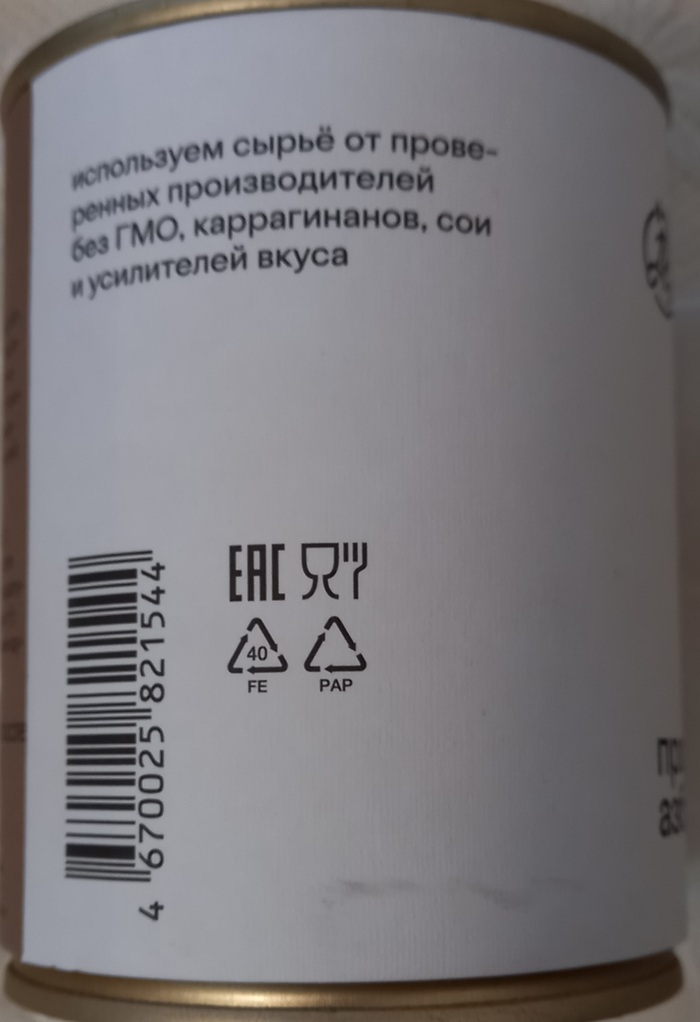 используем сырьё от прове-
ренных производителей
без ГМО, каррагинанов, сои
и усилителей вкуса
EAC
40
FE
PAP
4 670025 821544